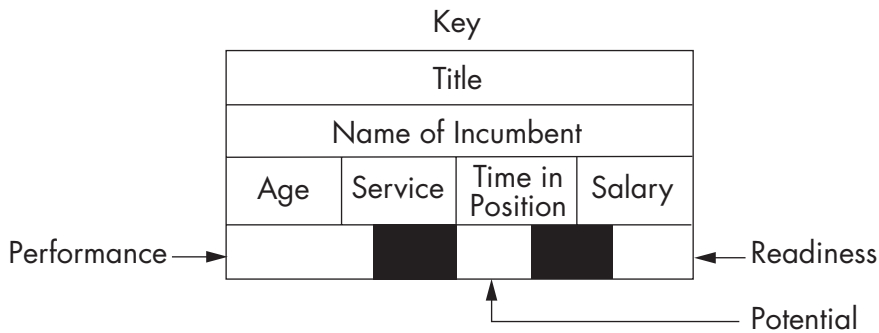 Key
Title
Name of Incumbent
Age
Service
Time in
Position
Salary
Performance
Readiness
Potential